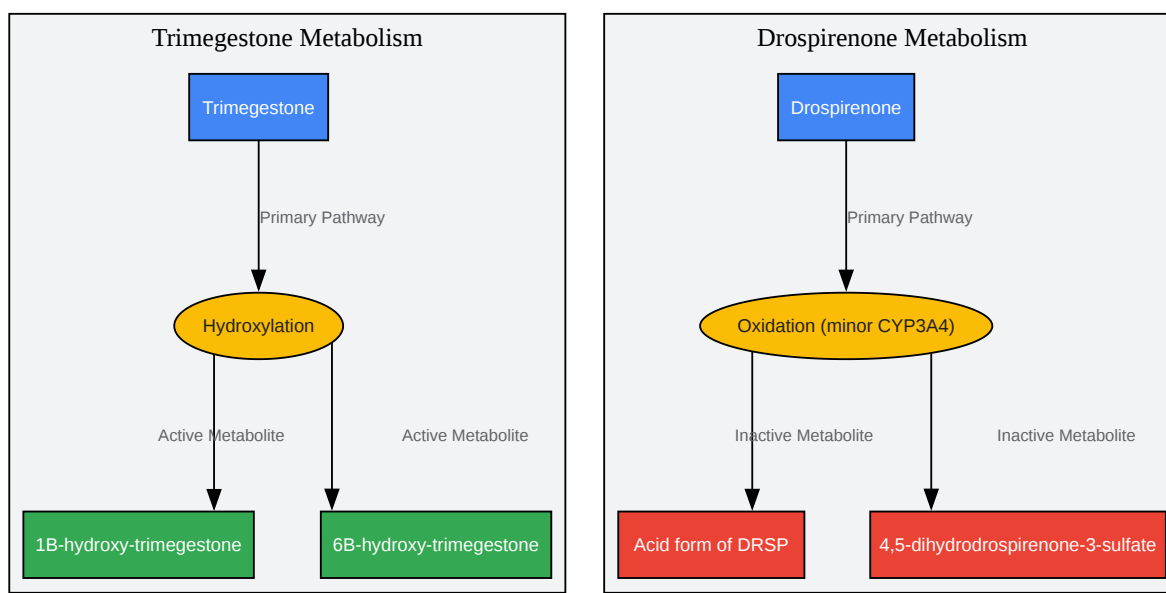 Trimegestone Metabolism
Trimegestone
Primary Pathway
Hydroxylation
Active Metabolite
Active Metabolite
1B-hydroxy-trimegestone
6B-hydroxy-trimegestone
Drospirenone Metabolism
Drospirenone
Primary Pathway
Oxidation (minor CYP3A4)
Inactive Metabolite
Inactive Metabolite
Acid form of DRSP
4,5-dihydrodrospirenone-3-sulfate